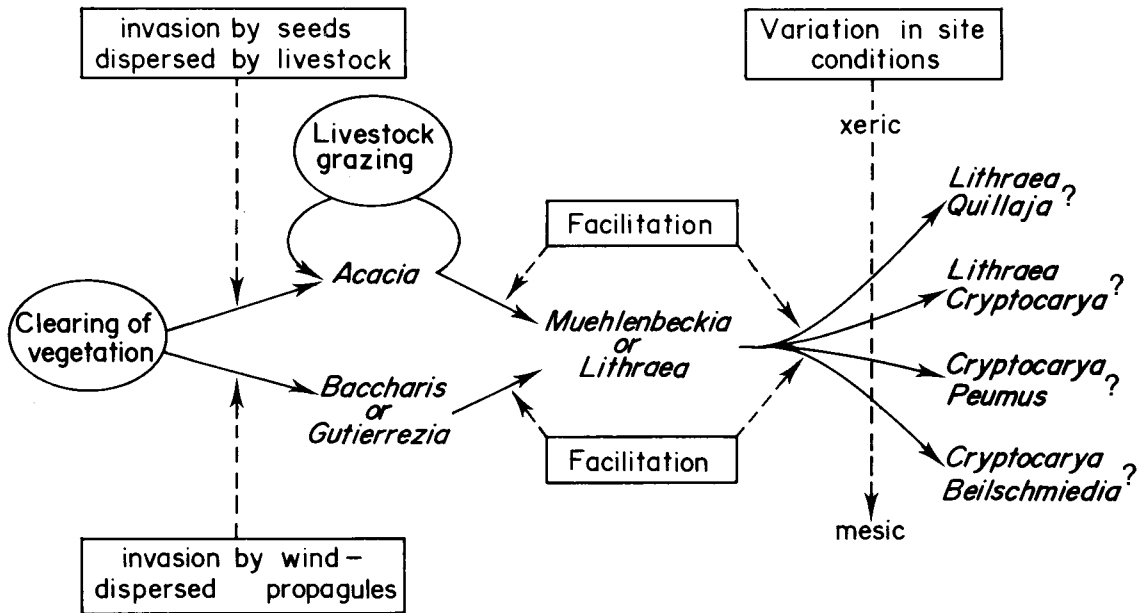 invasion by seeds
dispersed by livestock
Variation in site
conditions
Livestock
grazing
xeric
Lithraea
Quillaja ?
Facilitation
Acacia
Lithraea
Cryptocarya ?
Clearing of
vegetation
Muehlenbeckia
or
Lithraea
Baccharis
or
Gutierrezia
Cryptocarya
Peumus ?
Facilitation
Cryptocarya
Beilschmiedia ?
mesic
invasion by wind –
dispersed propagules